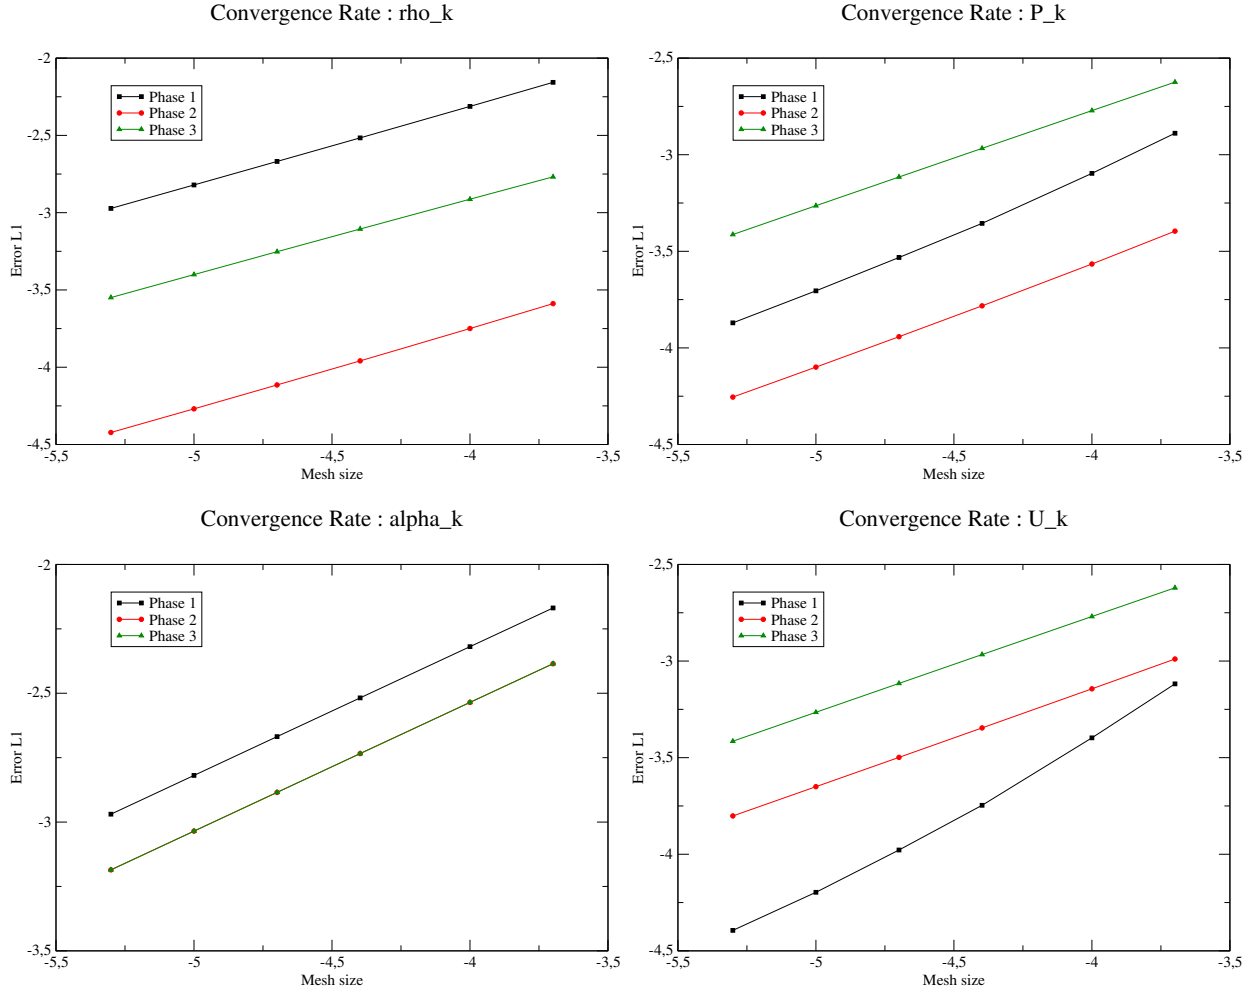 Convergence Rate : rho_k
-2
-2,5
-3
-3,5
-4
-4,5
Error L1
Phase 1
Phase 2
Phase 3
-5,5
-5
-4,5
-4
-3,5
Mesh size
Convergence Rate : P_k
-2,5
-3
-3,5
-4
-4,5
Error L1
Phase 1
Phase 2
Phase 3
-5,5
-5
-4,5
-4
-3,5
Mesh size
Convergence Rate : alpha_k
-2
-2,5
-3
-3,5
Error L1
Phase 1
Phase 2
Phase 3
-5,5
-5
-4,5
-4
-3,5
Mesh size
Convergence Rate : U_k
-2,5
-3
-3,5
-4
-4,5
Error L1
Phase 1
Phase 2
Phase 3
-5,5
-5
-4,5
-4
-3,5
Mesh size